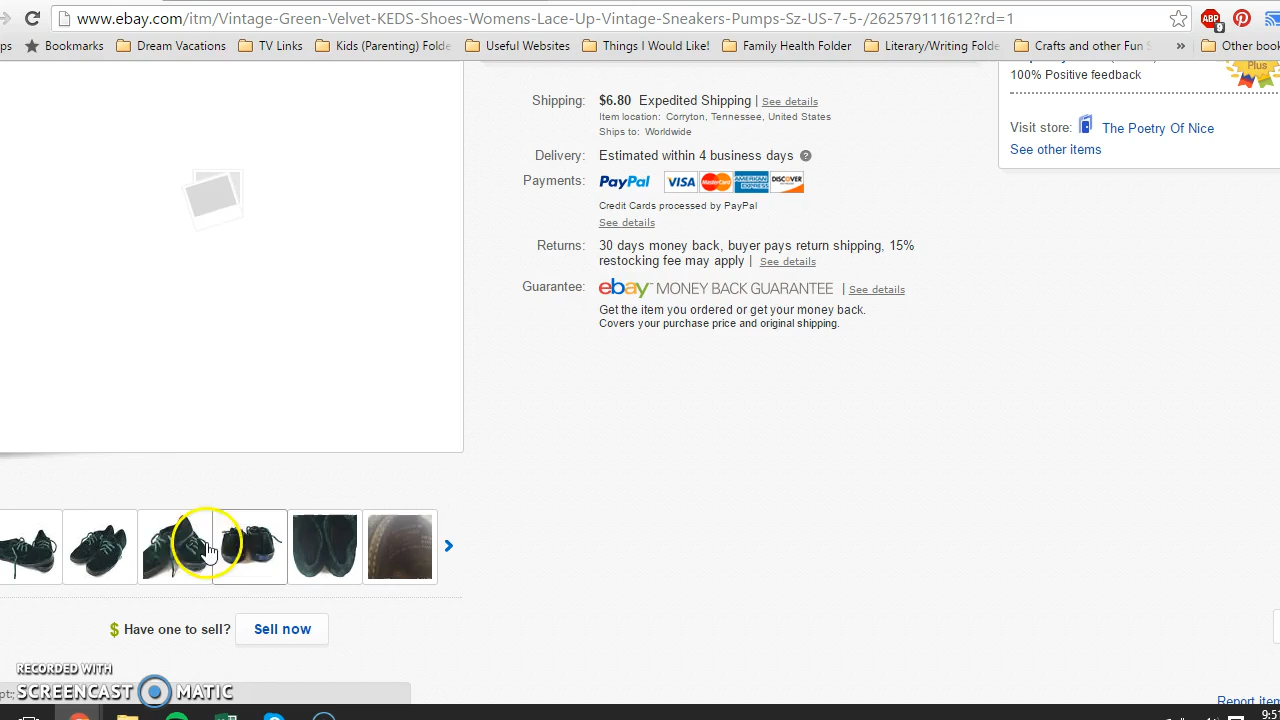 www.ebay.com/itm/Vintage-Green-Velvet-KEDS-Shoes-Womens-Lace-Up-Vintage-Sneakers-Pumps-Sz-US-7-5-/262579111612?rd=1
ABP
9
Bookmarks Dream Vacations TV Links Kids (Parenting) Folde Useful Websites Things I Would Like! Family Health Folder Literary/Writing Folde Crafts and other Fun S » Other book
Plus
100% Positive feedback
Shipping: $6.80 Expedited Shipping | See details
Item location: Corryton, Tennessee, United States
Ships to: Worldwide
Visit store: The Poetry Of Nice
See other items
Delivery: Estimated within 4 business days ?
Payments: PayPal VISA MasterCard AMERICAN EXPRESS DISCOVER
Credit Cards processed by PayPal
See details
Returns: 30 days money back, buyer pays return shipping, 15%
restocking fee may apply | See details
Guarantee: ebay MONEY BACK GUARANTEE | See details
Get the item you ordered or get your money back.
Covers your purchase price and original shipping.
$ Have one to sell? Sell now
RECORDED WITH
SCREENCAST MATIC
Report item